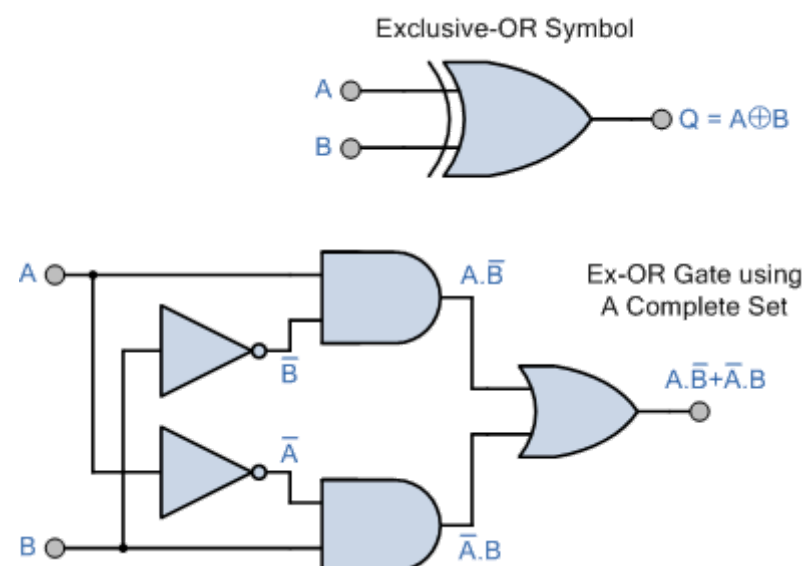 Exclusive-OR Symbol
A
B
Q = A⊕B
A
A.B̅
Ex-OR Gate using
A Complete Set
B̅
A.B̅+A̅.B
A̅
B
A̅.B